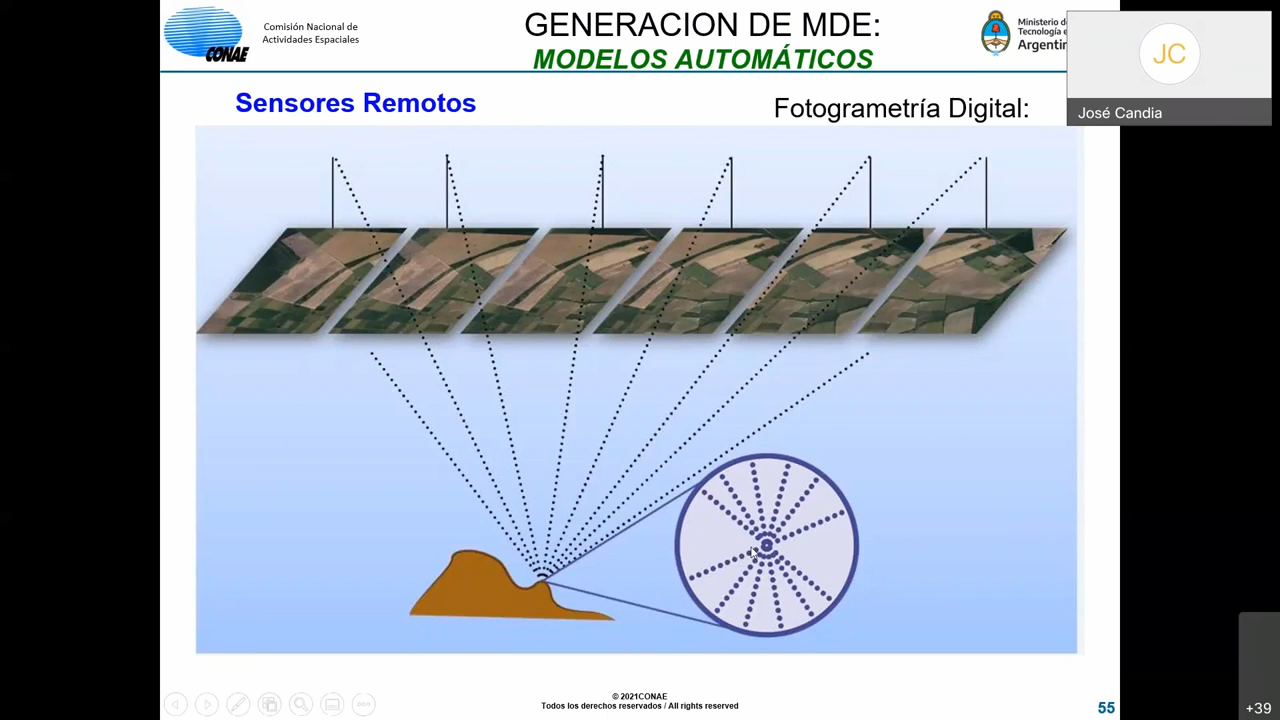 CONAE
Comisión Nacional de
Actividades Espaciales
GENERACION DE MDE:
MODELOS AUTOMÁTICOS
Ministerio de
Tecnología e
Argentin
JC
José Candia
Sensores Remotos
Fotogrametría Digital:
© 2021CONAE
Todos los derechos reservados / All rights reserved
55
+39